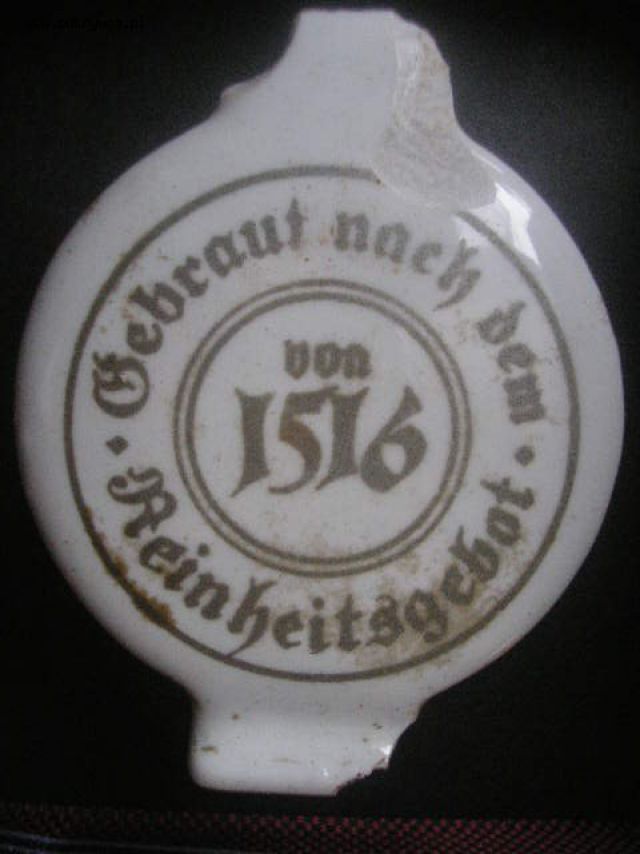 Gebraut nach dem
von
1516
Reinheitsgebot